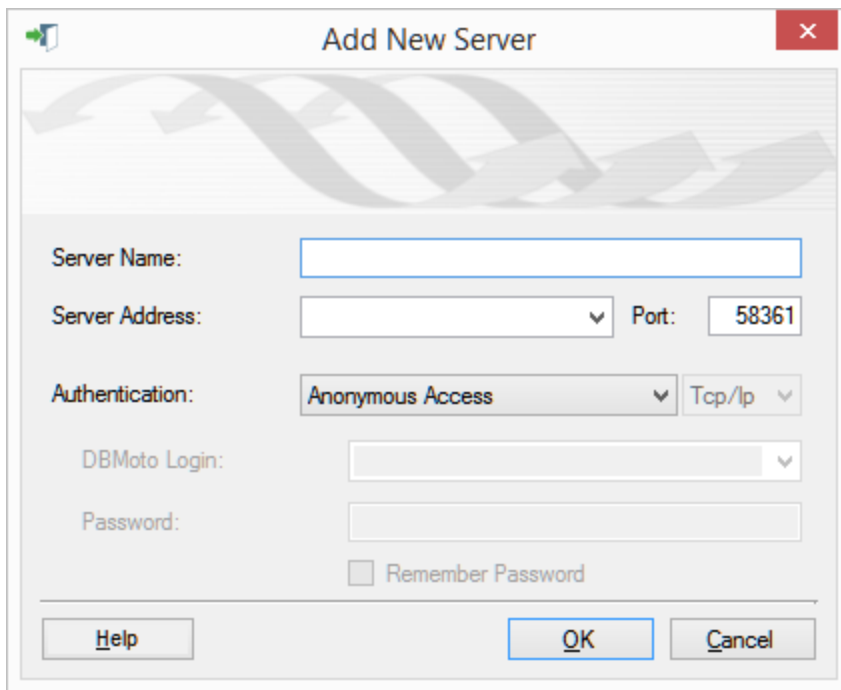 Add New Server
Server Name:
Server Address:
Port: 58361
Authentication: Anonymous Access Tcp/Ip
DBMoto Login:
Password:
Remember Password
Help OK Cancel